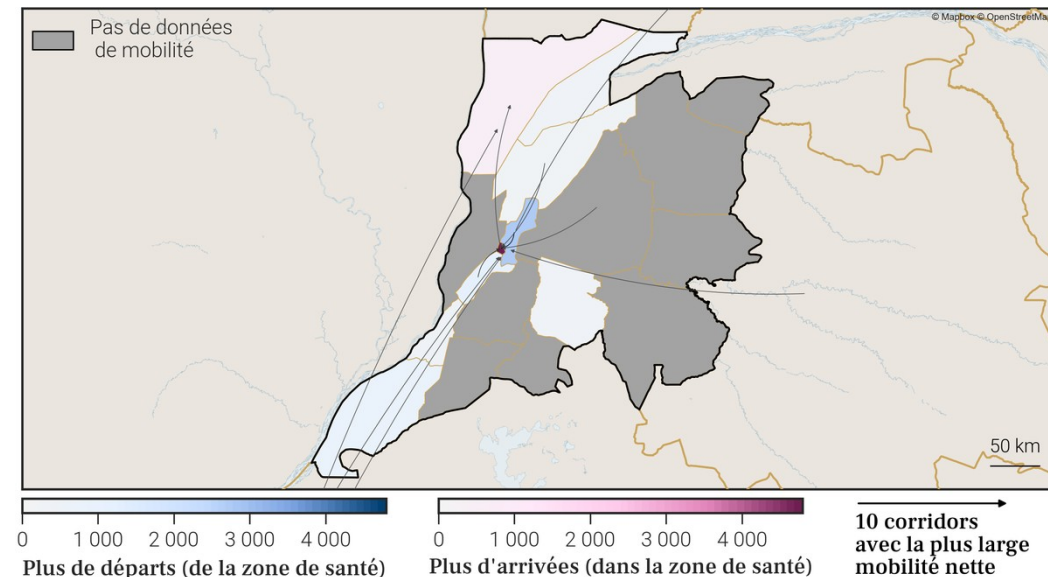 © Mapbox © OpenStreetMap
Pas de données
de mobilité
50 km
0 1 000 2 000 3 000 4 000
Plus de départs (de la zone de santé)
0 1 000 2 000 3 000 4 000
Plus d'arrivées (dans la zone de santé)
10 corridors
avec la plus large
mobilité nette